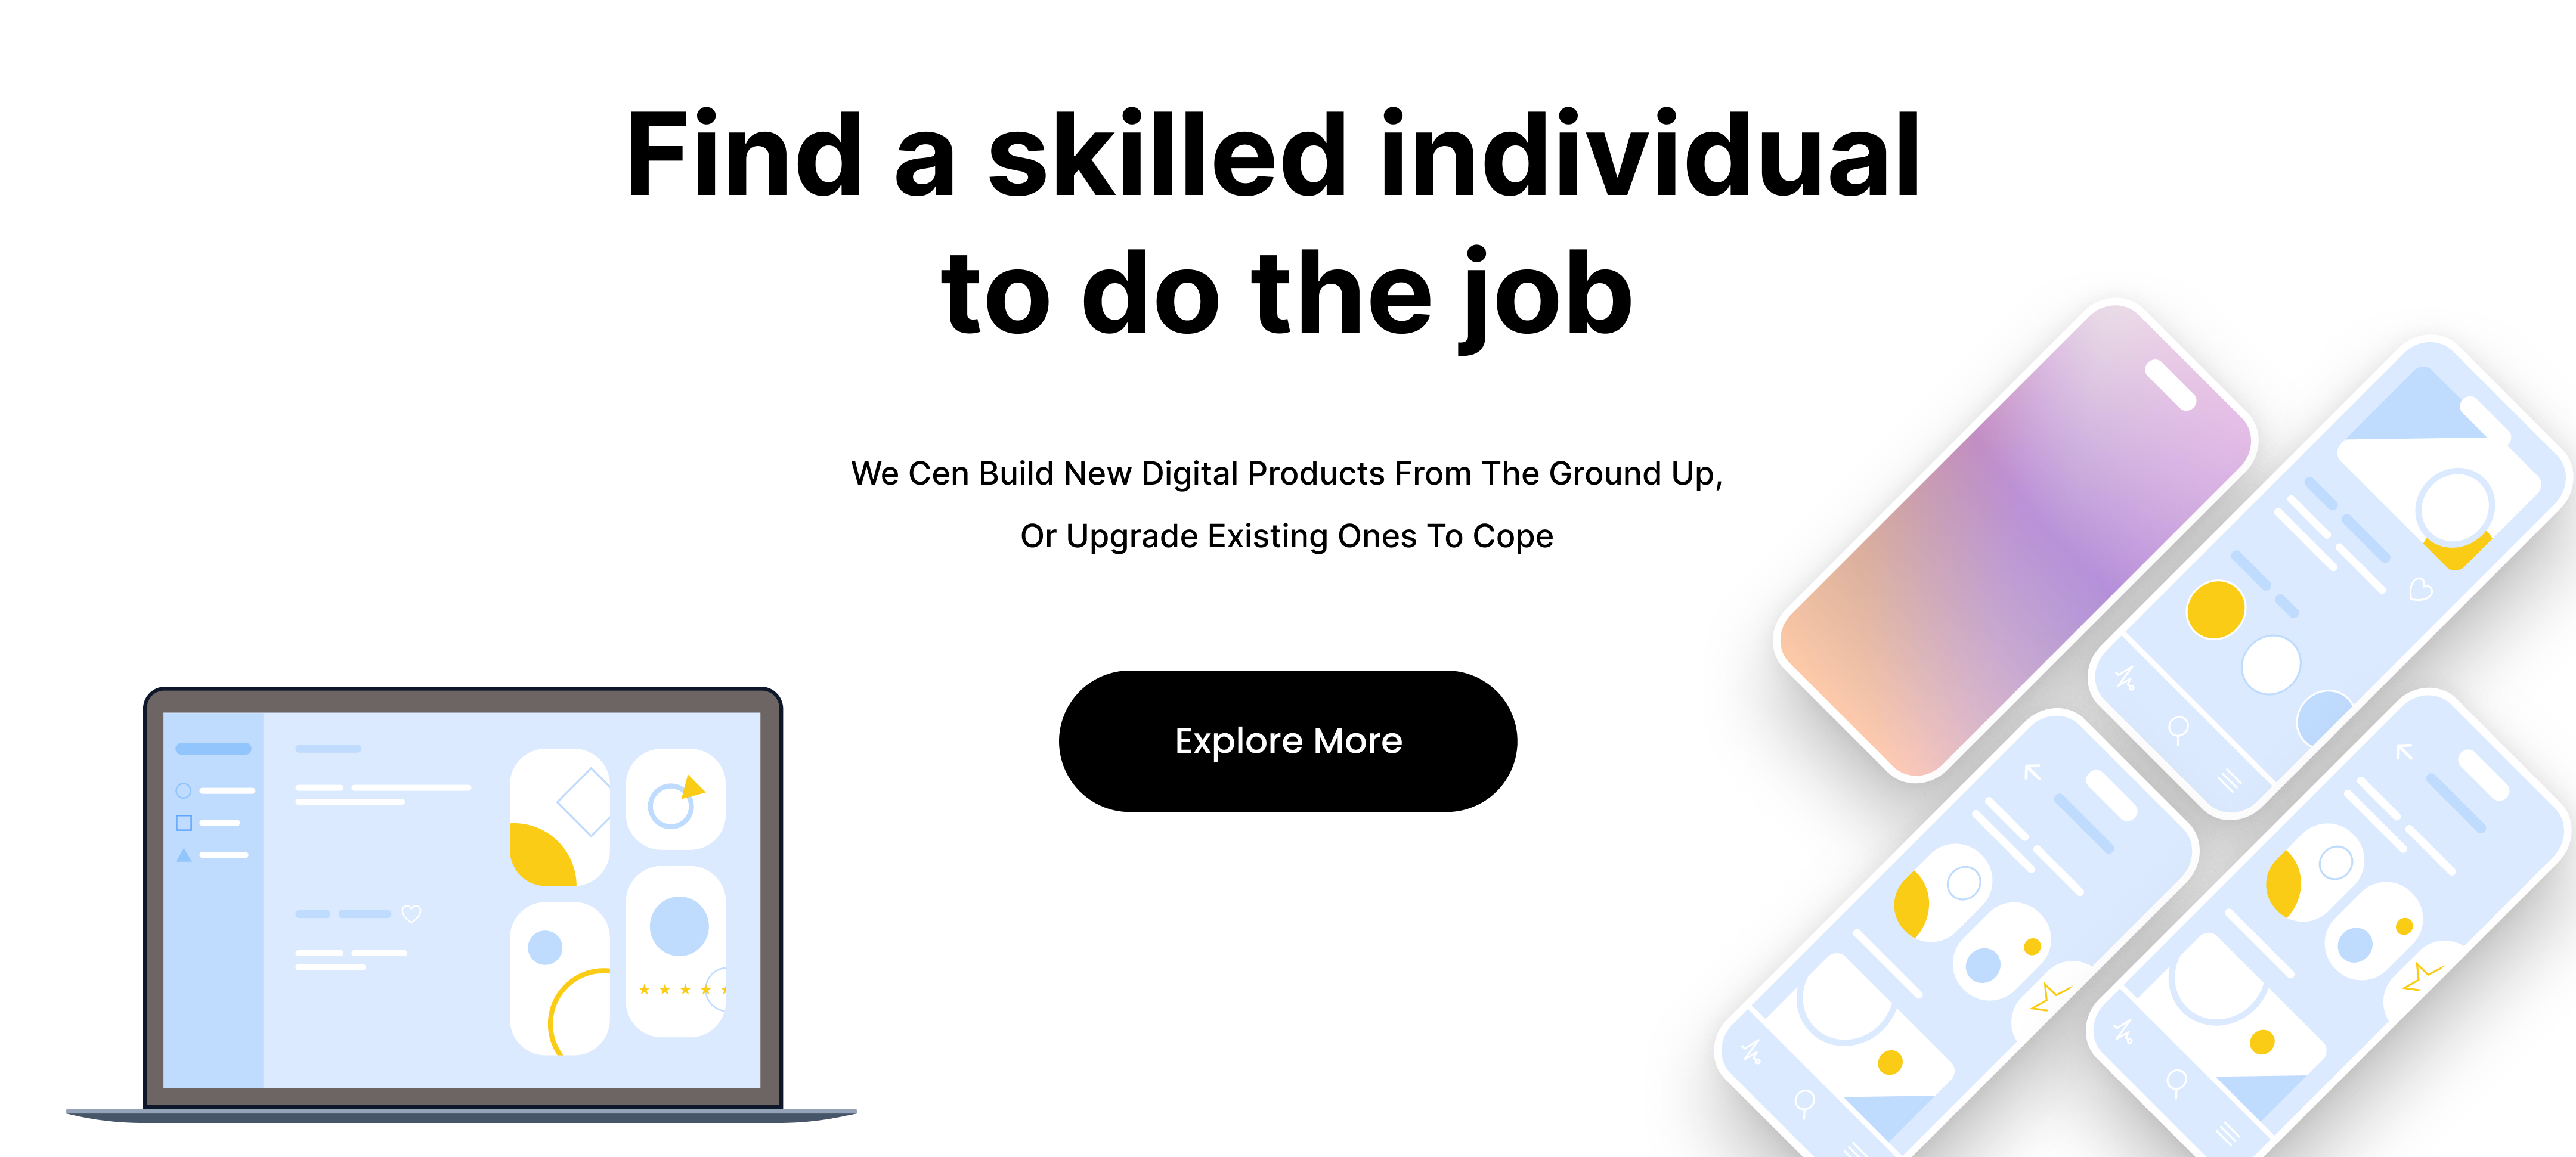 Find a skilled individual
to do the job
We Cen Build New Digital Products From The Ground Up,
Or Upgrade Existing Ones To Cope
Explore More